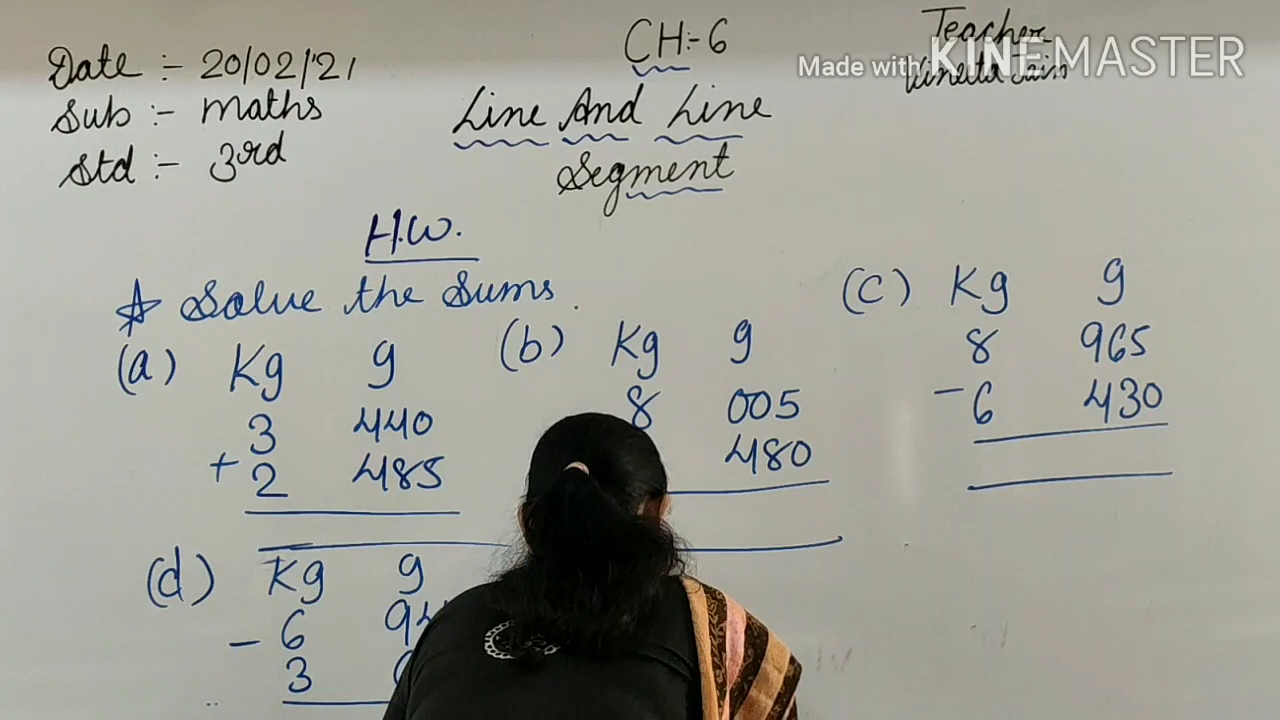 Date :- 20/02/21
Sub :- maths
Std :- 3rd
CH:- 6
Line And Line
Segment
Teacher-
Made with KINEMASTER
Jain
H.W.
☆ Solve the Sums.
(a) Kg g
3 440
+ 2 485
(b) Kg g
8 005
480
(c) Kg g
8 965
- 6 430
(d) Kg g
- 6
3